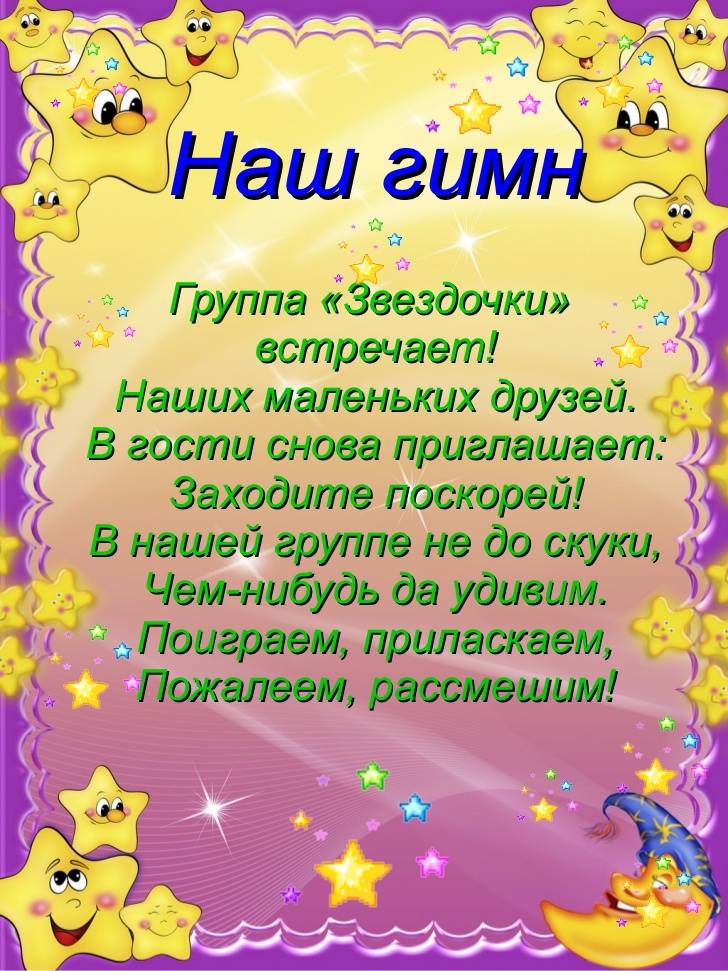 Наш гимн
Группа «Звездочки»
встречает!
Наших маленьких друзей.
В гости снова приглашает:
Заходите поскорей!
В нашей группе не до скуки,
Чем-нибудь да удивим.
Поиграем, приласкаем,
Пожалеем, рассмешим!